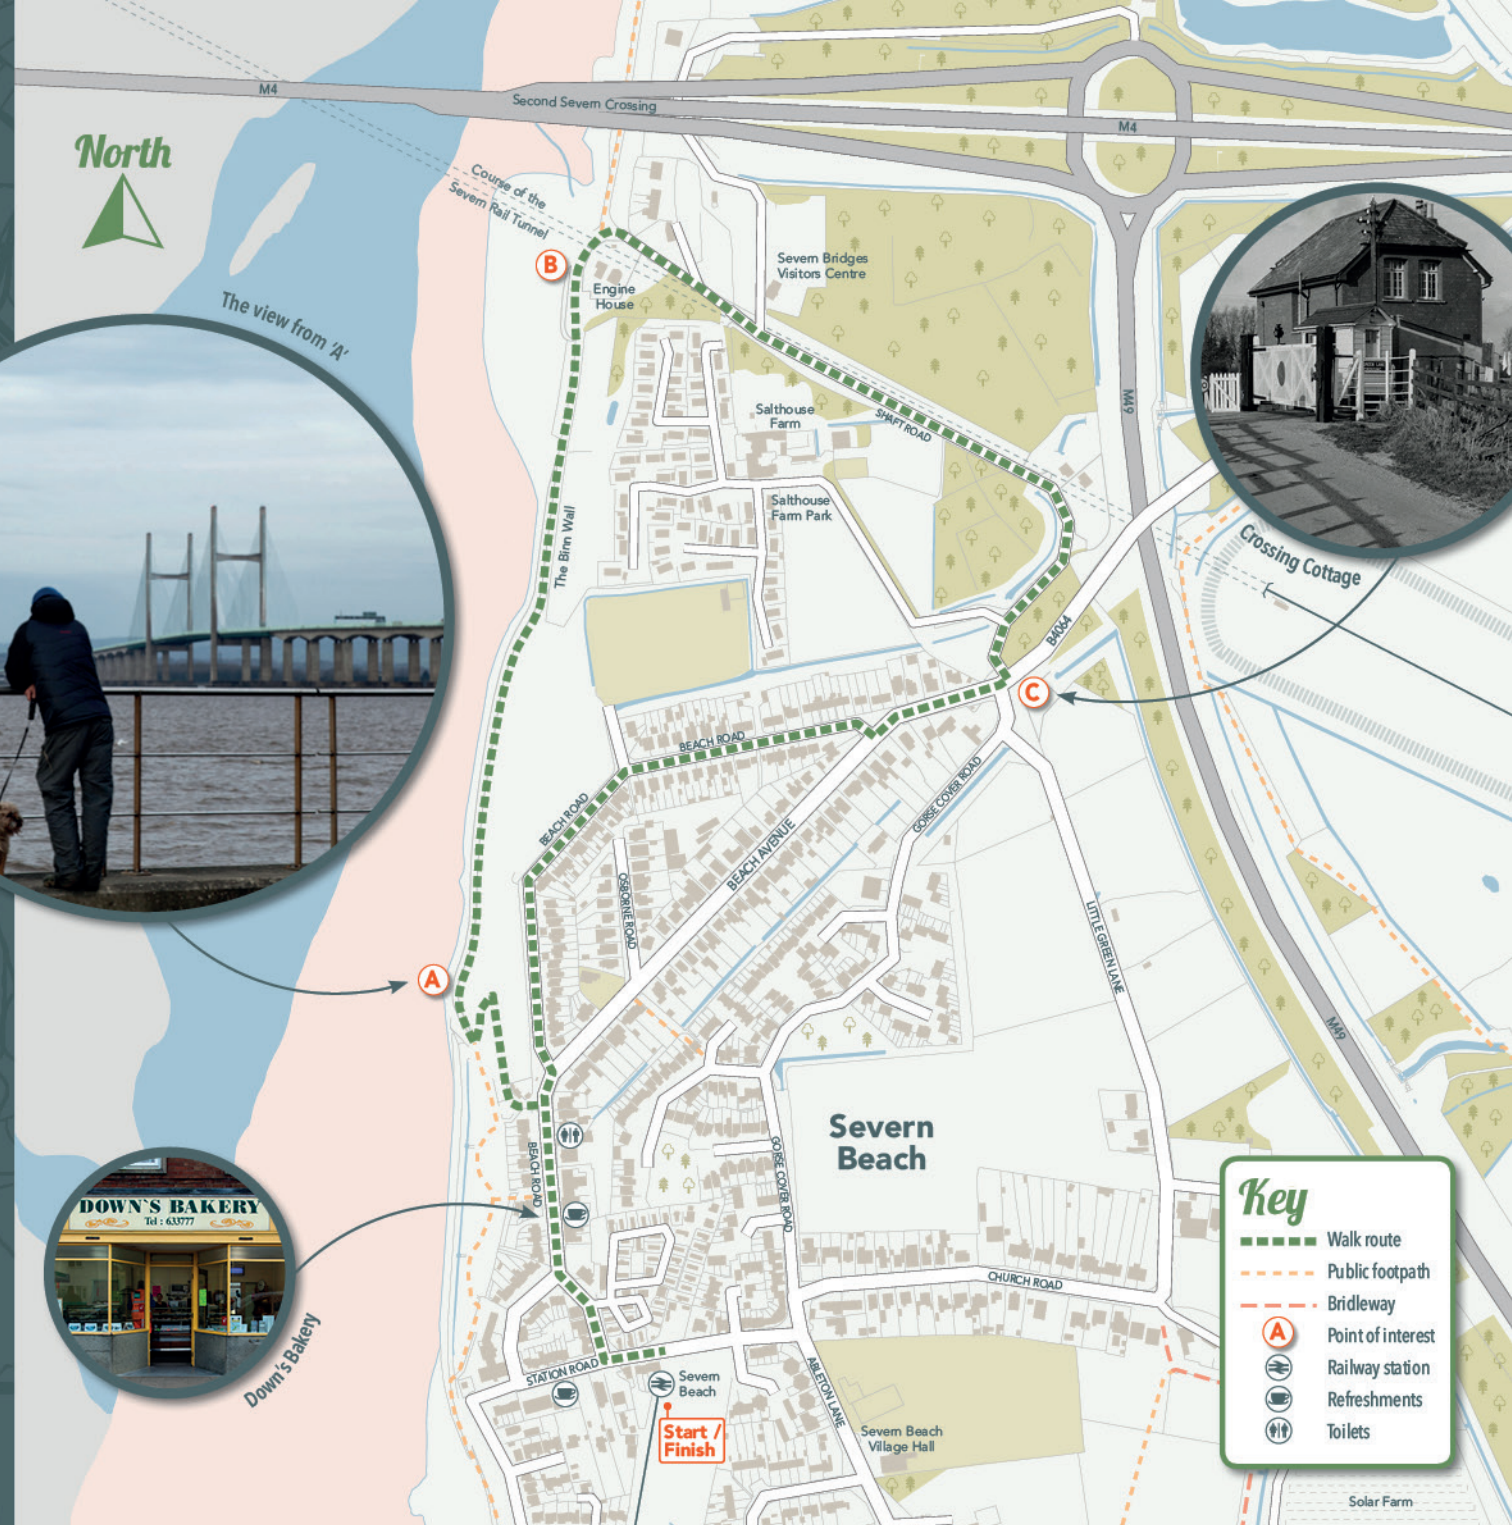 M4
Second Severn Crossing
M4
North
Course of the
Severn Rail Tunnel
The view from 'A'
B
Engine
House
Severn Bridges
Visitors Centre
M49
Salthouse
Farm
SHAFT ROAD
Salthouse
Farm Park
The Binn Wall
Crossing Cottage
B4064
C
BEACH ROAD
BEACH ROAD
GORSE COVER ROAD
BEACH AVENUE
OSBORNE ROAD
LITTLE GREEN LANE
A
M49
Severn
Beach
BEACH ROAD
GORSE COVER ROAD
DOWN'S BAKERY
Tel : 633777
Down's Bakery
CHURCH ROAD
STATION ROAD
Severn
Beach
ABLETON LANE
Start /
Finish
Severn Beach
Village Hall
Key
Walk route
Public footpath
Bridleway
A
Point of interest
Railway station
Refreshments
Toilets
Solar Farm